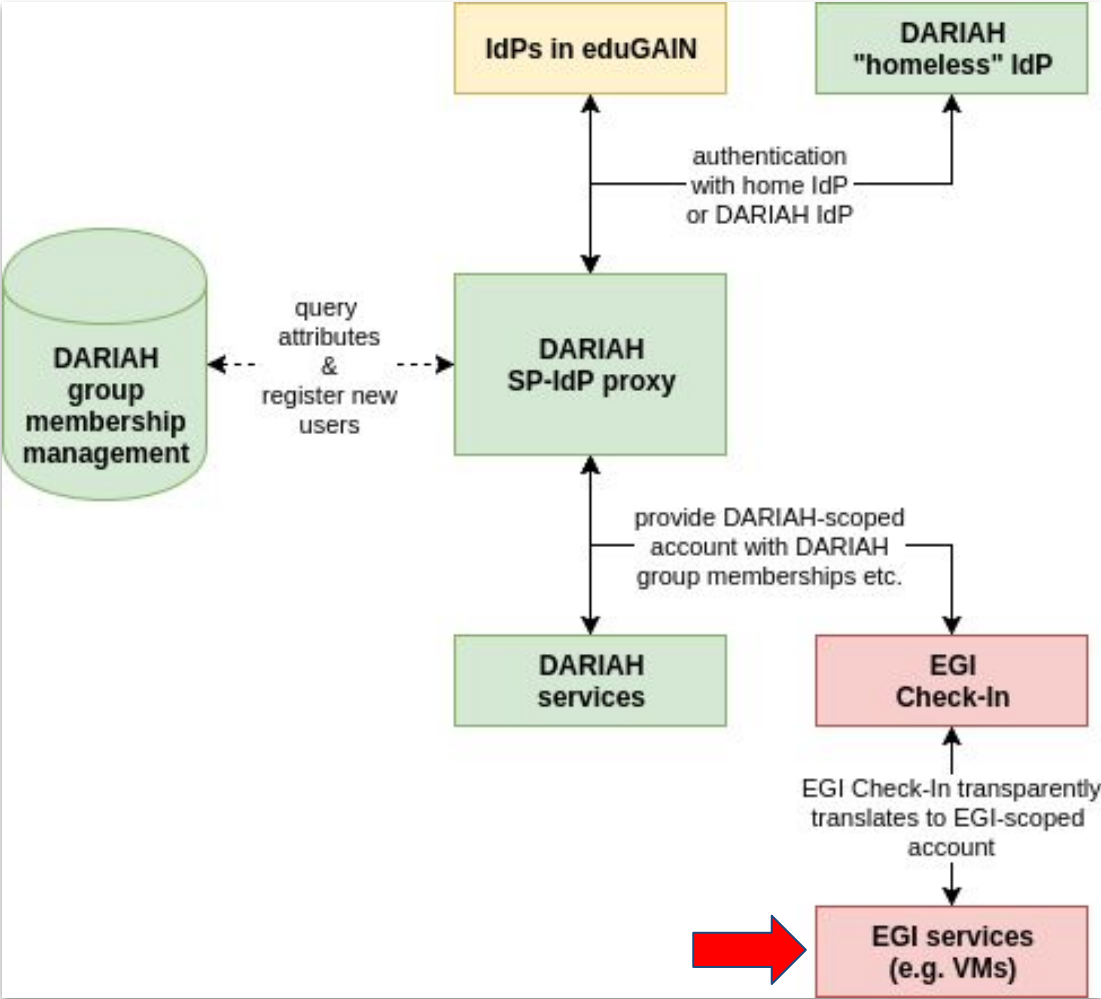 IdPs in eduGAIN
DARIAH
"homeless" IdP
authentication
with home IdP
or DARIAH IdP
DARIAH
group
membership
management
query
attributes
&
register new
users
DARIAH
SP-IdP proxy
provide DARIAH-scoped
account with DARIAH
group memberships etc.
DARIAH
services
EGI
Check-In
EGI Check-In transparently
translates to EGI-scoped
account
EGI services
(e.g. VMs)